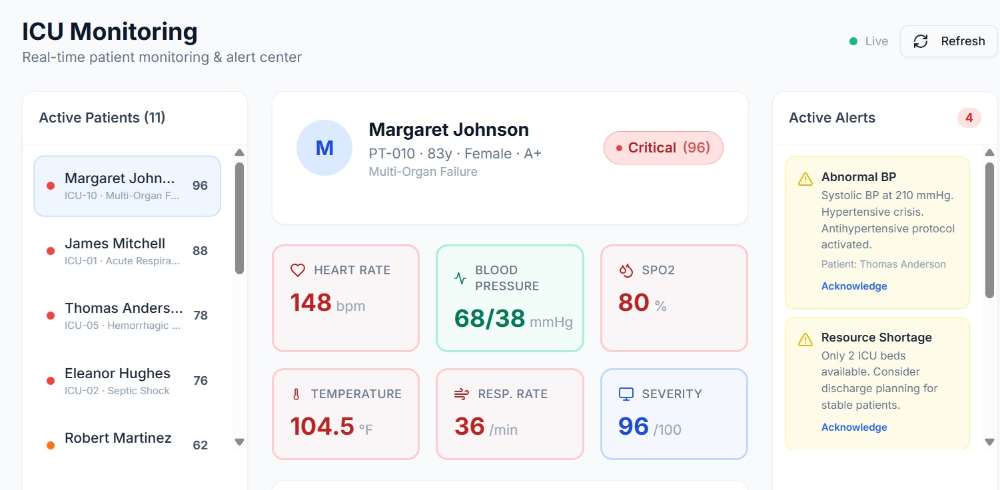 ICU Monitoring
Real-time patient monitoring & alert center
Live
Refresh
Active Patients (11)
Margaret John...
ICU-10 · Multi-Organ F...
96
James Mitchell
ICU-01 · Acute Respira...
88
Thomas Anders...
ICU-05 · Hemorrhagic ...
78
Eleanor Hughes
ICU-02 · Septic Shock
76
Robert Martinez
62
M
Margaret Johnson
PT-010 · 83y · Female · A+
Multi-Organ Failure
Critical (96)
HEART RATE
148 bpm
BLOOD
PRESSURE
68/38 mmHg
SPO2
80 %
TEMPERATURE
104.5 °F
RESP. RATE
36 /min
SEVERITY
96 /100
Active Alerts
4
Abnormal BP
Systolic BP at 210 mmHg.
Hypertensive crisis.
Antihypertensive protocol
activated.
Patient: Thomas Anderson
Acknowledge
Resource Shortage
Only 2 ICU beds
available. Consider
discharge planning for
stable patients.
Acknowledge